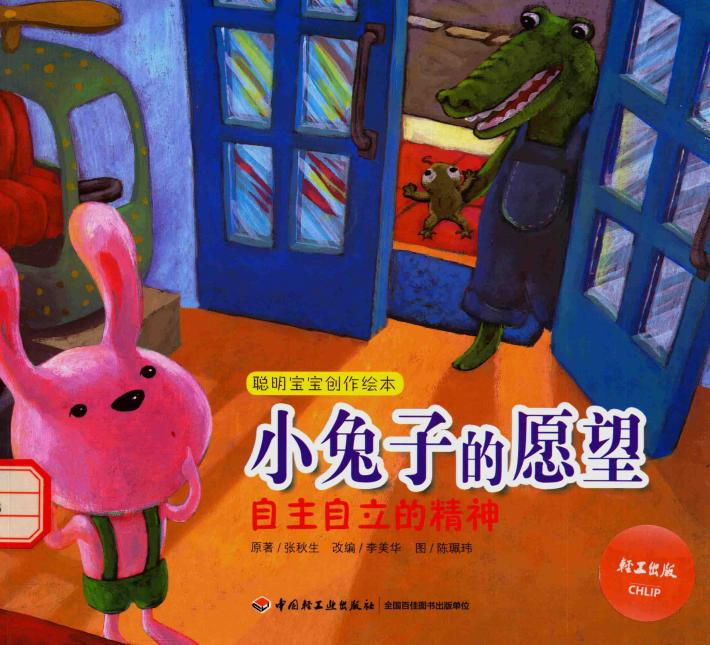 聪明宝宝创作绘本
小兔子的愿望
自主自立的精神
原著/张秋生 改编/李美华 图/陈珮玮
中国轻工业出版社 全国百佳图书出版单位
轻工出版
CHLIP